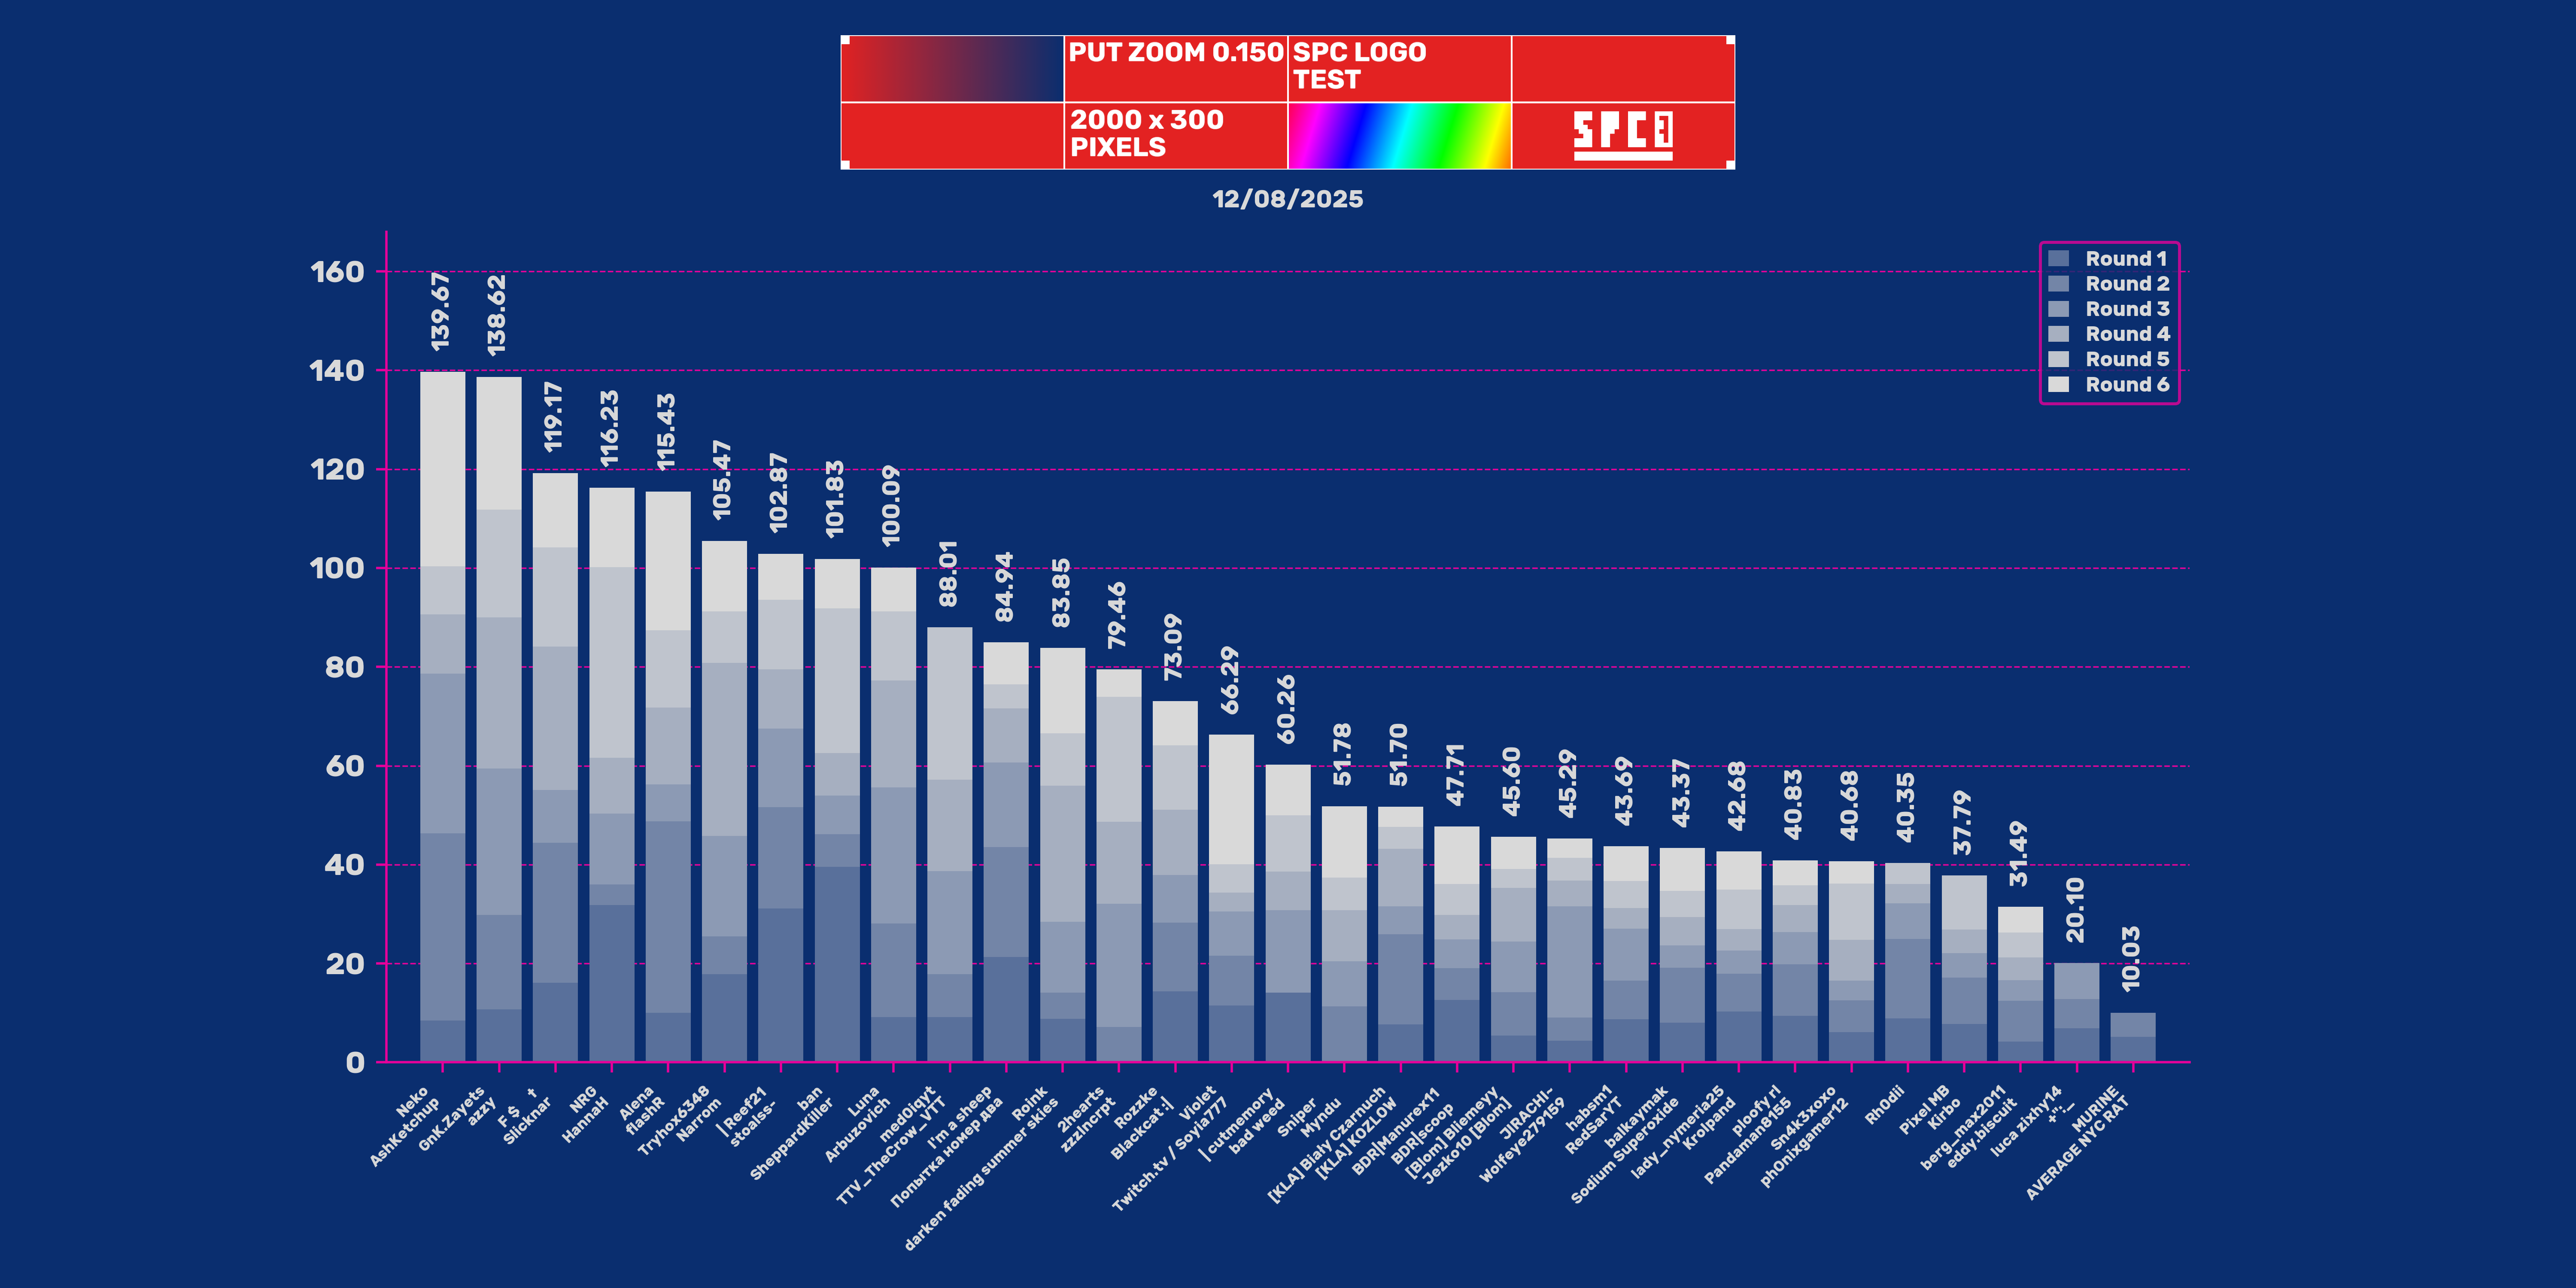 PUT ZOOM 0.150
SPC LOGO
TEST
2000 x 300
PIXELS
SPC
12/08/2025
160
140
120
100
80
60
40
20
0
Round 1
Round 2
Round 3
Round 4
Round 5
Round 6
139.67
138.62
119.17
116.23
115.43
105.47
102.87
101.83
100.09
88.01
84.94
83.85
79.46
73.09
66.29
60.26
51.78
51.70
47.71
45.60
45.29
43.69
43.37
42.68
40.83
40.68
40.35
37.79
31.49
20.10
10.03
Neko
AshKetchup
GnK.Zayets
azzy
F $ †
Slicknar
NRG
HannaH
Alena
flashR
Tryhox6348
Narrom
| Reef21
stoalss-
ban
SheppardKiller
Luna
Arbuzovich
med0iqyt
TTV_TheCrow_VTT
I'm a sheep
Попытка номер два
Roink
darken fading summer skies
2hearts
zzzincrpt
Rozzke
Blackcat:|
Violet
Twitch.tv / Soyia777
| cutmemory
bad weed
Sniper
Myndu
[KLA] Biały Czarnuch
[KLA] KOZLOW
BDR|Manurex11
BDR|scoop
[Blom] Bliemeyy
Jezko10 [Blom]
JIRACHI~
Wolfeye279159
habsm1
RedSarYT
balkaymak
Sodium Superoxide
lady_nymeria25
Krolpand
ploofy rl
Pandaman8155
Sn4k3xoxo
ph0nixgamer12
Rh0dii
Pixel MB
Kirbo
berg_max2011
eddy.biscuit
luca zixhy14
+";·_
MURINE
AVERAGE NYC RAT